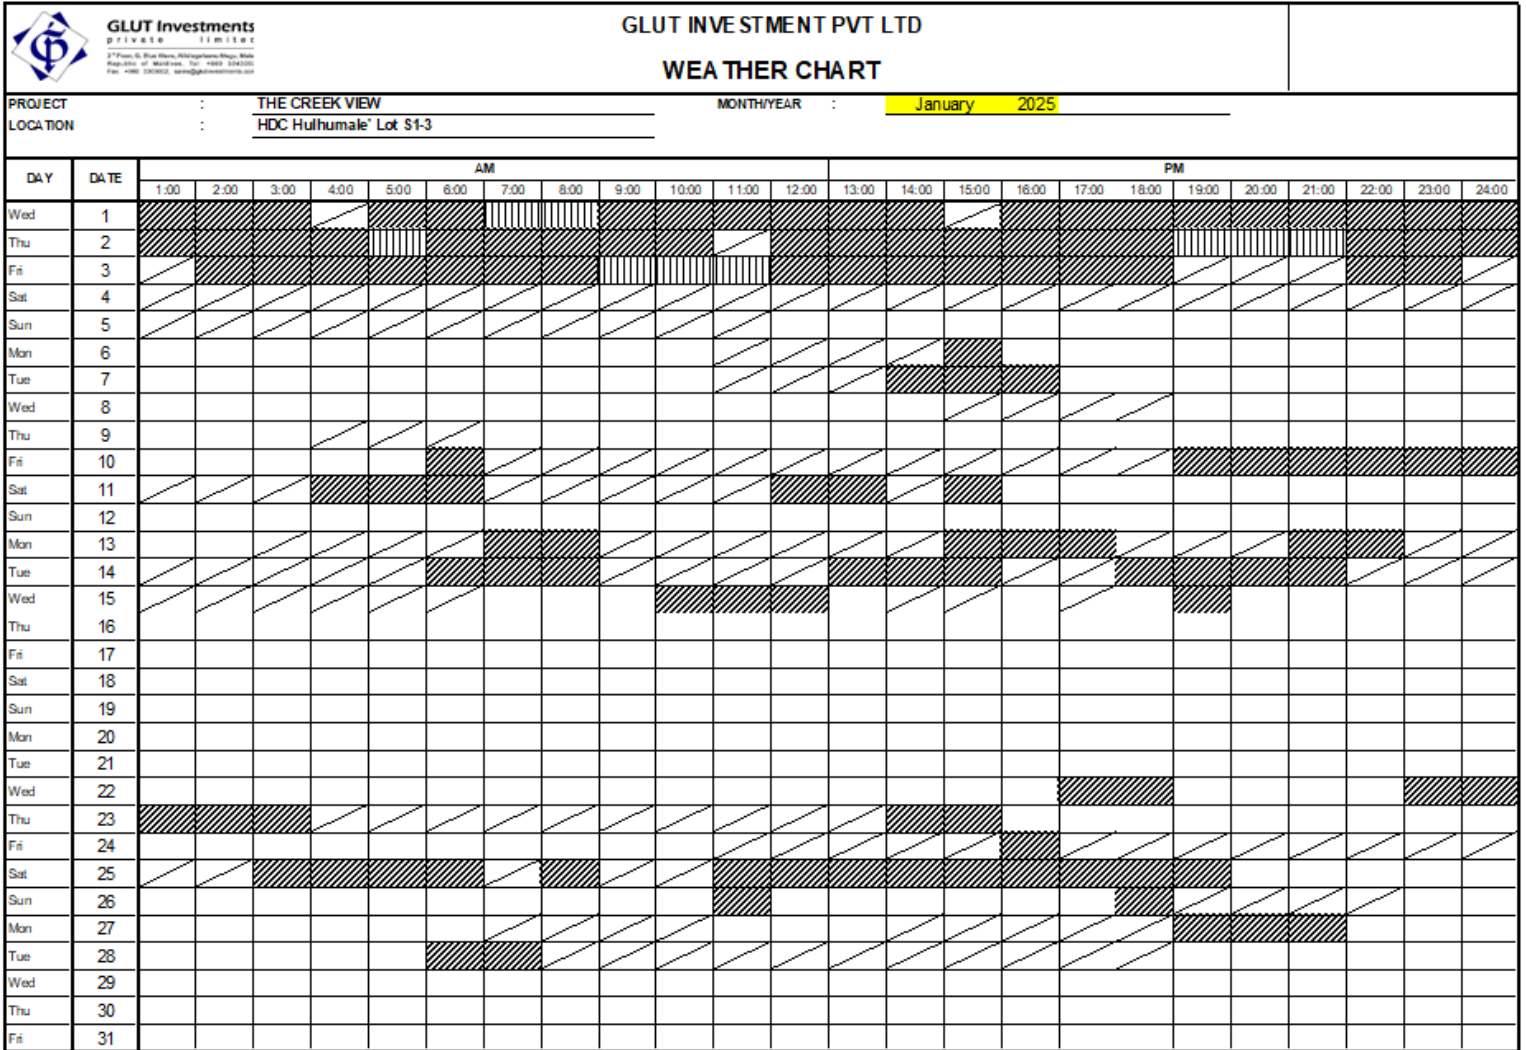 GLUT Investments
private limited
GLUT INVESTMENT PVT LTD
WEATHER CHART
PROJECT : THE CREEK VIEW MONTH/YEAR : January 2025
LOCATION : HDC Hulhumale' Lot S1-3
DAY DATE AM PM
1:00 2:00 3:00 4:00 5:00 6:00 7:00 8:00 9:00 10:00 11:00 12:00 13:00 14:00 15:00 16:00 17:00 18:00 19:00 20:00 21:00 22:00 23:00 24:00
Wed 1
Thu 2
Fri 3
Sat 4
Sun 5
Mon 6
Tue 7
Wed 8
Thu 9
Fri 10
Sat 11
Sun 12
Mon 13
Tue 14
Wed 15
Thu 16
Fri 17
Sat 18
Sun 19
Mon 20
Tue 21
Wed 22
Thu 23
Fri 24
Sat 25
Sun 26
Mon 27
Tue 28
Wed 29
Thu 30
Fri 31